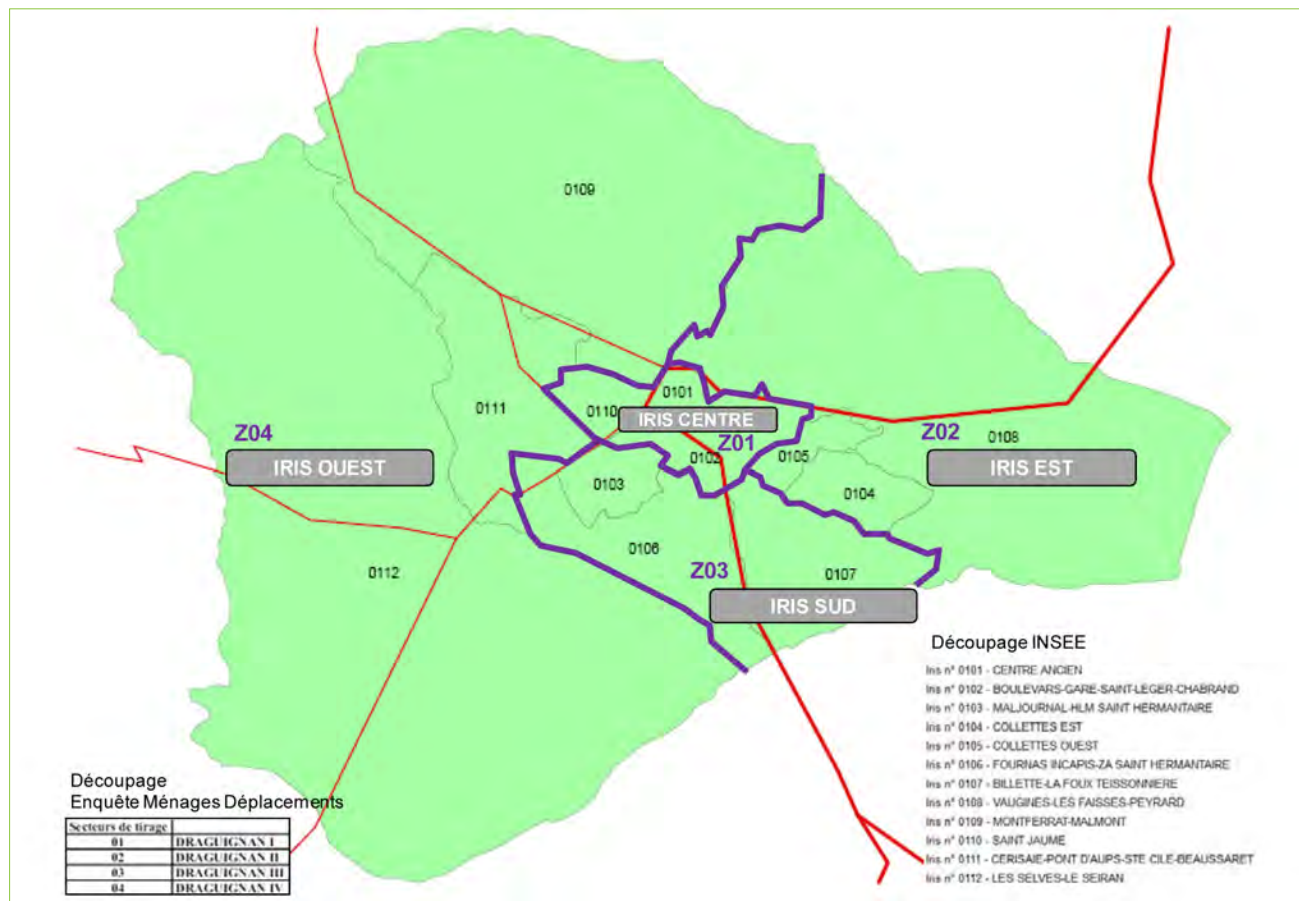 0109
0101
0110
IRIS CENTRE
0111
Z04
Z01
Z02
0108
IRIS OUEST
0102
0105
IRIS EST
0103
0104
0106
0112
Z03
0107
IRIS SUD
Découpage INSEE
Iris n° 0101 - CENTRE ANCIEN
Iris n° 0102 - BOULEVARS-GARE-SAINT-LEGER-CHABRAND
Iris n° 0103 - MALJOURNAL-HLM SAINT HERMANTAIRE
Iris n° 0104 - COLLETTES EST
Iris n° 0105 - COLLETTES OUEST
Iris n° 0106 - FOURNAS INCAPIS-ZA SAINT HERMANTAIRE
Iris n° 0107 - BILLETTE-LA FOUX TEISSONNIERE
Iris n° 0108 - VAUGINES-LES FAISSES-PEYRARD
Iris n° 0109 - MONTFERRAT-MALMONT
Iris n° 0110 - SAINT JAUME
Iris n° 0111 - CERISAIE-PONT D'AUPS-STE CILE-BEAUSSARET
Iris n° 0112 - LES SELVES-LE SEIRAN
Découpage
Enquête Ménages Déplacements
Secteurs de tirage
01 DRAGUIGNAN I
02 DRAGUIGNAN II
03 DRAGUIGNAN III
04 DRAGUIGNAN IV